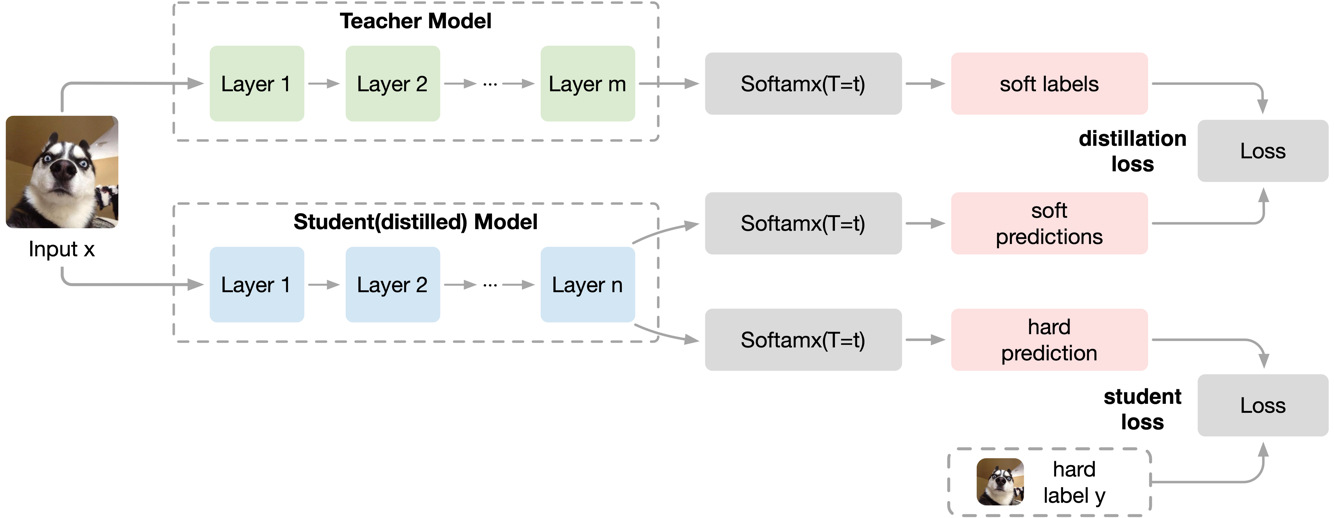 Teacher Model
Layer 1
Layer 2
...
Layer m
Softamx(T=t)
soft labels
distillation
loss
Loss
Input x
Student(distilled) Model
Layer 1
Layer 2
...
Layer n
Softamx(T=t)
soft
predictions
Softamx(T=t)
hard
prediction
student
loss
Loss
hard
label y